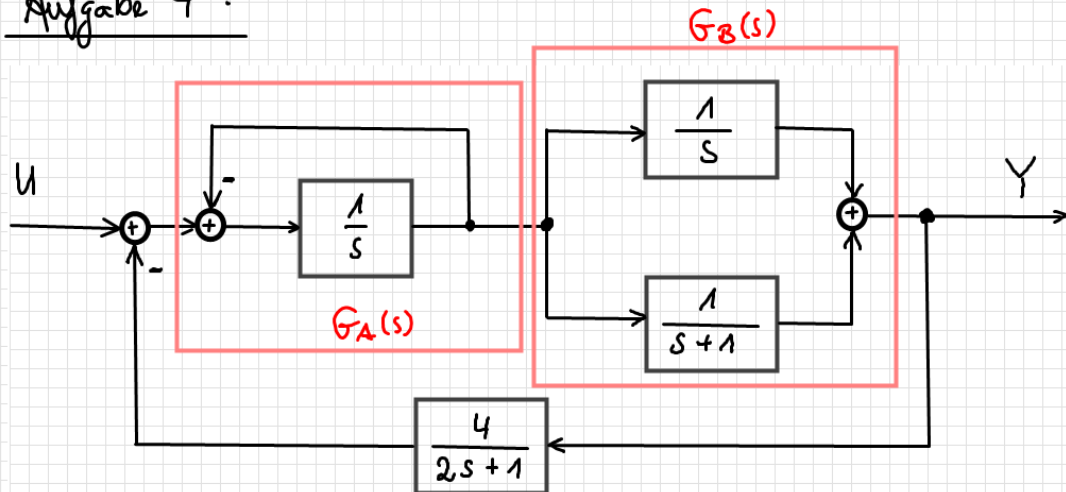 Aufgabe 4:
G_B(s)
U
-
+
+
1/s
1/s
+
Y
-
G_A(s)
1/(s+1)
4/(2s+1)